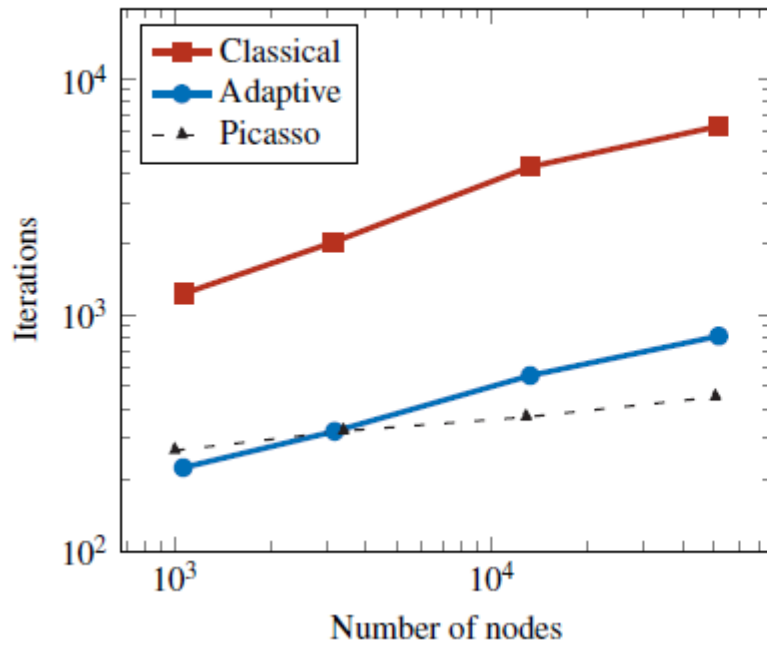 Classical
Adaptive
Picasso
10^4
10^3
10^2
Iterations
10^3 10^4
Number of nodes